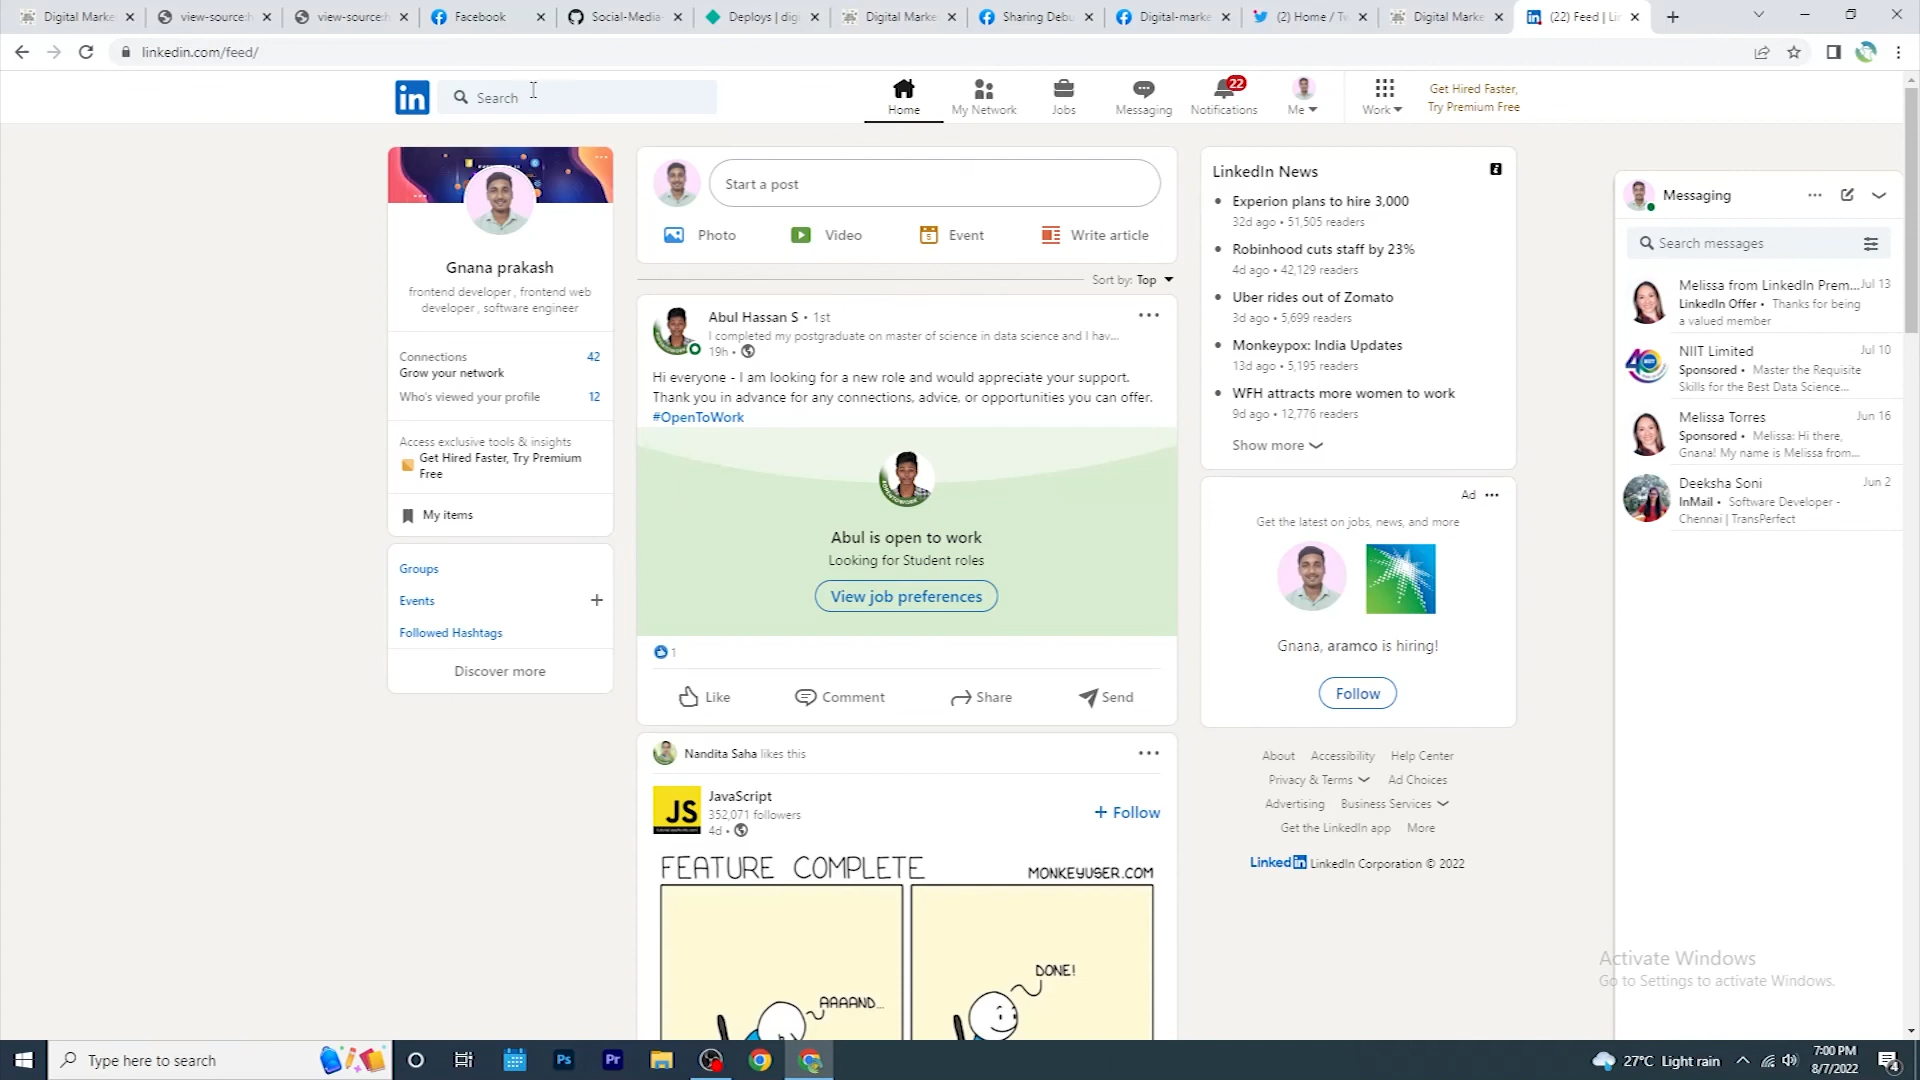 Digital Marke
view-source:h
view-source:h
Facebook
Social-Media-
Deploys | digi
Digital Marke
Sharing Debu
Digital-marke
(2) Home / Tw
Digital Marke
(22) Feed | Lin
linkedin.com/feed/
in
Search
Home
My Network
Jobs
Messaging
22
Notifications
Me
Work
Get Hired Faster,
Try Premium Free
Gnana prakash
frontend developer , frontend web
developer , software engineer
Connections 42
Grow your network
Who's viewed your profile 12
Access exclusive tools & insights
Get Hired Faster, Try Premium
Free
My items
Groups
Events
Followed Hashtags
Discover more
Start a post
Photo
Video
Event
Write article
Sort by: Top
Abul Hassan S • 1st
I completed my postgraduate on master of science in data science and I hav...
19h •
Hi everyone - I am looking for a new role and would appreciate your support.
Thank you in advance for any connections, advice, or opportunities you can offer.
#OpenToWork
Abul is open to work
Looking for Student roles
View job preferences
1
Like
Comment
Share
Send
Nandita Saha likes this
JS
JavaScript
352,071 followers
4d •
+ Follow
FEATURE COMPLETE
MONKEYUSER.COM
AAAAND...
DONE!
LinkedIn News
Experion plans to hire 3,000
32d ago • 51,505 readers
Robinhood cuts staff by 23%
4d ago • 42,129 readers
Uber rides out of Zomato
3d ago • 5,699 readers
Monkeypox: India Updates
13d ago • 5,195 readers
WFH attracts more women to work
9d ago • 12,776 readers
Show more
Ad
Get the latest on jobs, news, and more
Gnana, aramco is hiring!
Follow
About Accessibility Help Center
Privacy & Terms Ad Choices
Advertising Business Services
Get the LinkedIn app More
LinkedIn LinkedIn Corporation © 2022
Messaging
Search messages
Melissa from LinkedIn Prem... Jul 13
LinkedIn Offer • Thanks for being
a valued member
NIIT Limited Jul 10
Sponsored • Master the Requisite
Skills for the Best Data Science...
Melissa Torres Jun 16
Sponsored • Melissa: Hi there,
Gnana! My name is Melissa from...
Deeksha Soni Jun 2
InMail • Software Developer -
Chennai | TransPerfect
Activate Windows
Go to Settings to activate Windows.
Type here to search
Ps
Pr
27°C Light rain
7:00 PM
8/7/2022
4